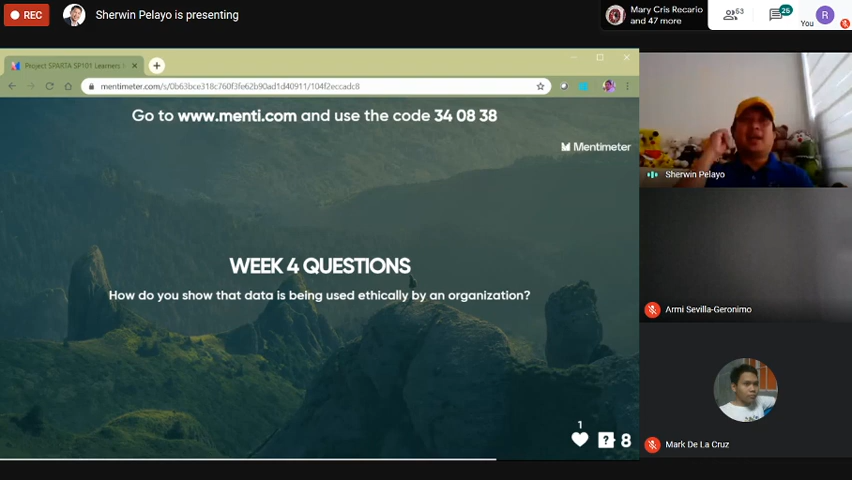 REC
Sherwin Pelayo is presenting
Mary Cris Recario
and 47 more
53
25
You
R
Project SPARTA SP101 Learners
mentimeter.com/s/0b63bce318c760f3fe62b90ad1d40911/104f2eccadc8
Go to www.menti.com and use the code 34 08 38
Mentimeter
WEEK 4 QUESTIONS
How do you show that data is being used ethically by an organization?
1
? 8
Sherwin Pelayo
Armi Sevilla-Geronimo
Mark De La Cruz